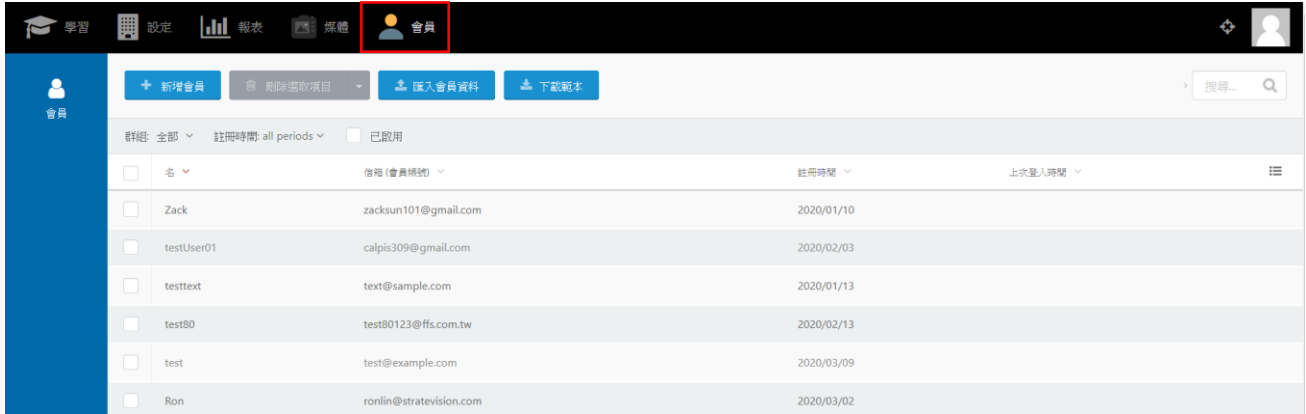 學習 設定 報表 媒體 會員
會員
新增會員 刪除選取項目 匯入會員資料 下載範本 搜尋...
群組: 全部 註冊時間: all periods 已啟用
名 信箱 (會員帳號) 註冊時間 上次登入時間
Zack zacksun101@gmail.com 2020/01/10
testUser01 calpis309@gmail.com 2020/02/03
testtext text@sample.com 2020/01/13
test80 test80123@ffs.com.tw 2020/02/13
test test@example.com 2020/03/09
Ron ronlin@stratevision.com 2020/03/02